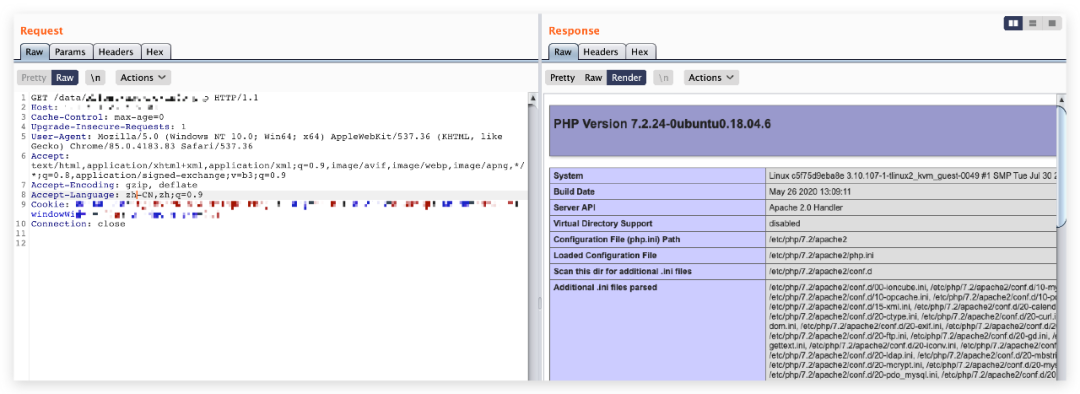 Request
Raw Params Headers Hex
Pretty Raw \n Actions
1 GET /data/ HTTP/1.1
2 Host:
3 Cache-Control: max-age=0
4 Upgrade-Insecure-Requests: 1
5 User-Agent: Mozilla/5.0 (Windows NT 10.0; Win64; x64) AppleWebKit/537.36 (KHTML, like
Gecko) Chrome/85.0.4183.83 Safari/537.36
6 Accept:
text/html,application/xhtml+xml,application/xml;q=0.9,image/avif,image/webp,image/apng,*/
*;q=0.8,application/signed-exchange;v=b3;q=0.9
7 Accept-Encoding: gzip, deflate
8 Accept-Language: zh-CN,zh;q=0.9
9 Cookie:
windowWi
10 Connection: close
11
12
Response
Raw Headers Hex
Pretty Raw Render \n Actions
PHP Version 7.2.24-0ubuntu0.18.04.6
System Linux c5f75d9eba8e 3.10.107-1-tlinux2_kvm_guest-0049 #1 SMP Tue Jul 30 2
Build Date May 26 2020 13:09:11
Server API Apache 2.0 Handler
Virtual Directory Support disabled
Configuration File (php.ini) Path /etc/php/7.2/apache2
Loaded Configuration File /etc/php/7.2/apache2/php.ini
Scan this dir for additional .ini files /etc/php/7.2/apache2/conf.d
Additional .ini files parsed /etc/php/7.2/apache2/conf.d/00-ioncube.ini, /etc/php/7.2/apache2/conf.d/10-my
/etc/php/7.2/apache2/conf.d/10-opcache.ini, /etc/php/7.2/apache2/conf.d/10-p
/etc/php/7.2/apache2/conf.d/15-xml.ini, /etc/php/7.2/apache2/conf.d/20-calend
/etc/php/7.2/apache2/conf.d/20-ctype.ini, /etc/php/7.2/apache2/conf.d/20-curl.i
dom.ini, /etc/php/7.2/apache2/conf.d/20-exif.ini, /etc/php/7.2/apache2/conf.d/2
/etc/php/7.2/apache2/conf.d/20-ftp.ini, /etc/php/7.2/apache2/conf.d/20-gd.ini, /
gettext.ini, /etc/php/7.2/apache2/conf.d/20-iconv.ini, /etc/php/7.2/apache2/conf
/etc/php/7.2/apache2/conf.d/20-ldap.ini, /etc/php/7.2/apache2/conf.d/20-mbstri
/etc/php/7.2/apache2/conf.d/20-mcrypt.ini, /etc/php/7.2/apache2/conf.d/20-my
/etc/php/7.2/apache2/conf.d/20-pdo_mysql.ini, /etc/php/7.2/apache2/conf.d/20